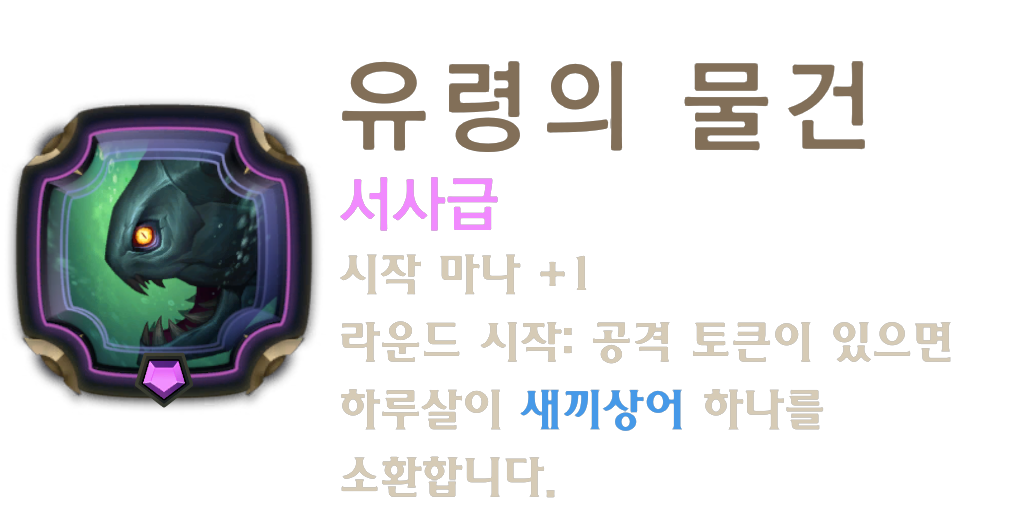 유령의 물건
서사급
시작 마나 +1
라운드 시작: 공격 토큰이 있으면
하루살이 새끼상어 하나를
소환합니다.